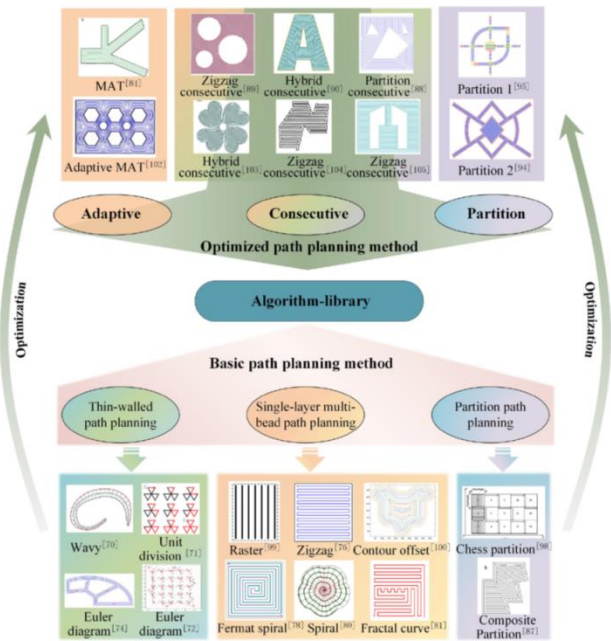 MAT[84]
Zigzag consecutive[89]
Hybrid consecutive[90]
Partition consecutive[88]
Partition 1[95]
Adaptive MAT[102]
Hybrid consecutive[103]
Zigzag consecutive[104]
Zigzag consecutive[105]
Partition 2[94]
Adaptive
Consecutive
Partition
Optimized path planning method
Algorithm-library
Optimization
Optimization
Basic path planning method
Thin-walled
path planning
Single-layer multi-
bead path planning
Partition path
planning
Wavy[70]
Unit
division[71]
Raster[99]
Zigzag[76]
Contour offset[100]
Chess partition[98]
Euler
diagram[74]
Euler
diagram[72]
Fermat spiral[78]
Spiral[80]
Fractal curve[81]
Composite
Partition[87]